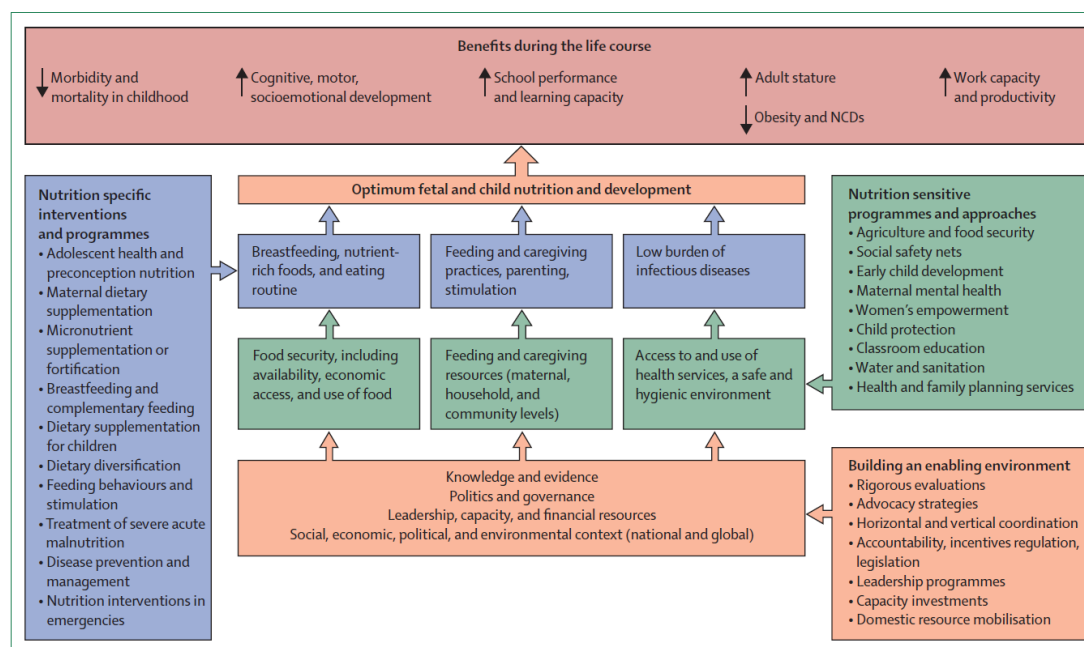 Benefits during the life course
Morbidity and
mortality in childhood
Cognitive, motor,
socioemotional development
School performance
and learning capacity
Adult stature
Obesity and NCDs
Work capacity
and productivity
Nutrition specific
interventions
and programmes
• Adolescent health and
preconception nutrition
• Maternal dietary
supplementation
• Micronutrient
supplementation or
fortification
• Breastfeeding and
complementary feeding
• Dietary supplementation
for children
• Dietary diversification
• Feeding behaviours and
stimulation
• Treatment of severe acute
malnutrition
• Disease prevention and
management
• Nutrition interventions in
emergencies
Optimum fetal and child nutrition and development
Breastfeeding, nutrient-
rich foods, and eating
routine
Feeding and caregiving
practices, parenting,
stimulation
Low burden of
infectious diseases
Food security, including
availability, economic
access, and use of food
Feeding and caregiving
resources (maternal,
household, and
community levels)
Access to and use of
health services, a safe and
hygienic environment
Knowledge and evidence
Politics and governance
Leadership, capacity, and financial resources
Social, economic, political, and environmental context (national and global)
Nutrition sensitive
programmes and approaches
• Agriculture and food security
• Social safety nets
• Early child development
• Maternal mental health
• Women's empowerment
• Child protection
• Classroom education
• Water and sanitation
• Health and family planning services
Building an enabling environment
• Rigorous evaluations
• Advocacy strategies
• Horizontal and vertical coordination
• Accountability, incentives regulation,
legislation
• Leadership programmes
• Capacity investments
• Domestic resource mobilisation